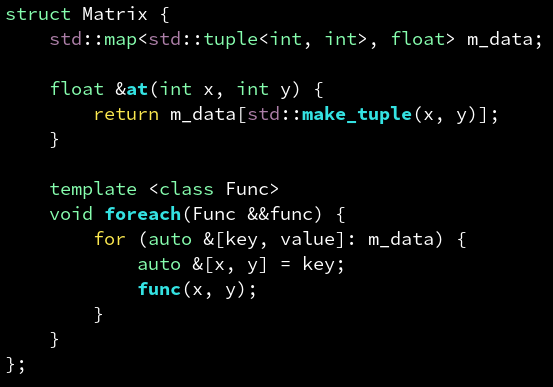 struct Matrix {
    std::map<std::tuple<int, int>, float> m_data;

    float &at(int x, int y) {
        return m_data[std::make_tuple(x, y)];
    }

    template <class Func>
    void foreach(Func &&func) {
        for (auto &[key, value]: m_data) {
            auto &[x, y] = key;
            func(x, y);
        }
    }
};